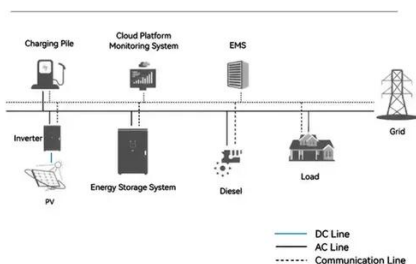 Charging Pile
Cloud Platform
Monitoring System
EMS
Grid
Inverter
PV
Energy Storage System
Diesel
Load
DC Line
AC Line
Communication Line